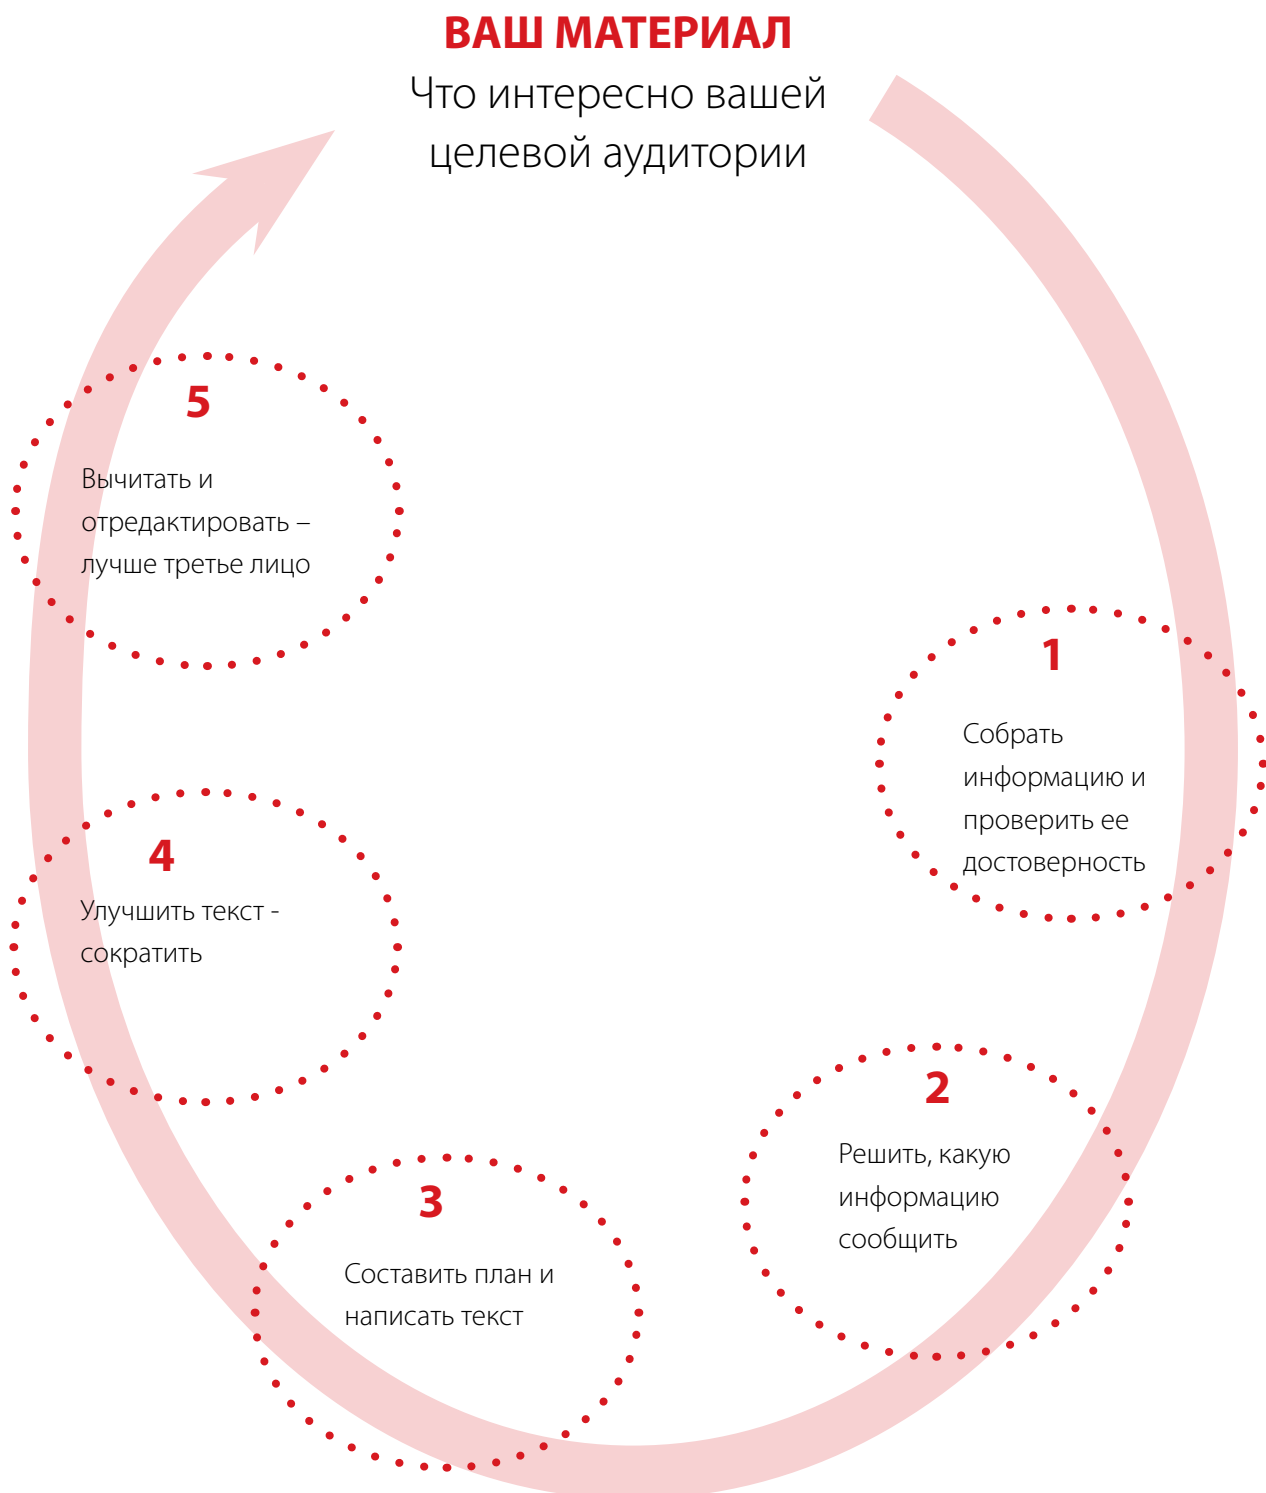 ВАШ МАТЕРИАЛ
Что интересно вашей
целевой аудитории
1
Собрать
информацию и
проверить ее
достоверность
2
Решить, какую
информацию
сообщить
3
Составить план и
написать текст
4
Улучшить текст -
сократить
5
Вычитать и
отредактировать –
лучше третье лицо